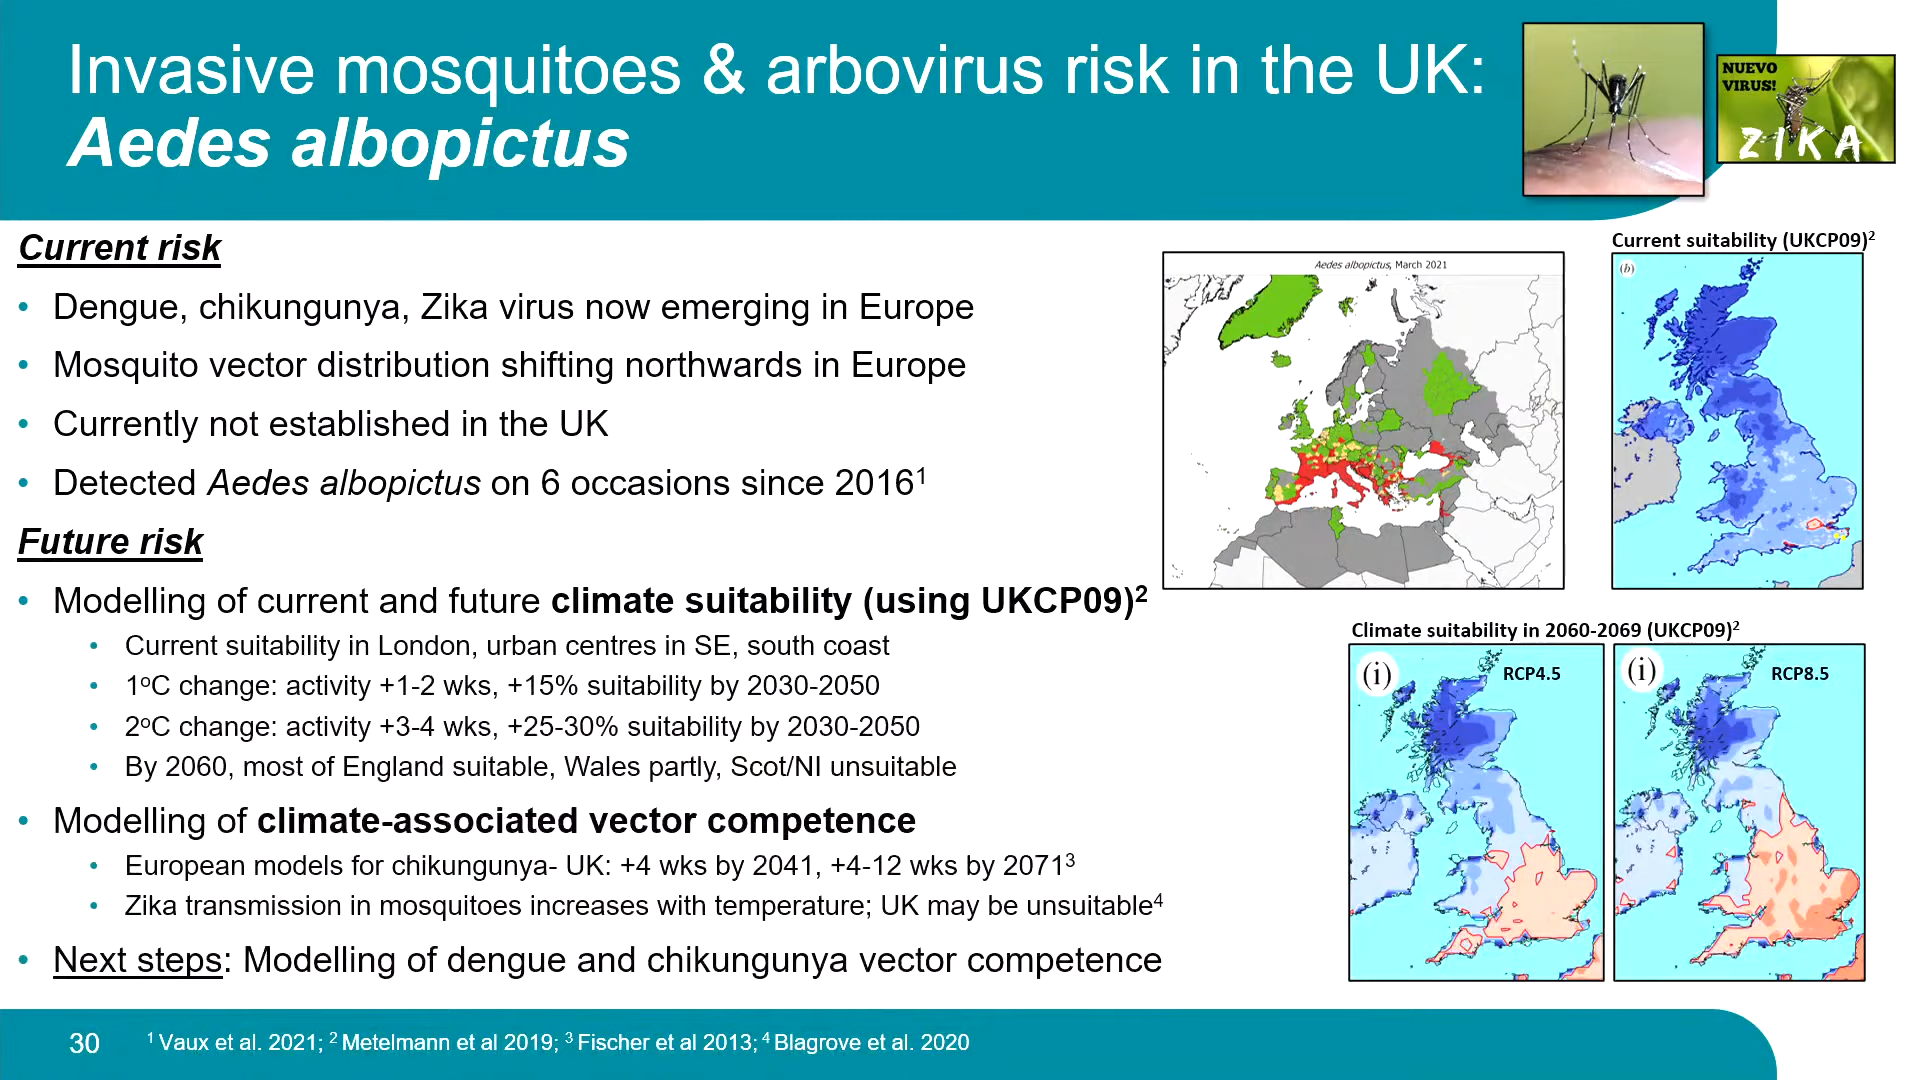 Invasive mosquitoes & arbovirus risk in the UK:
Aedes albopictus
NUEVO
VIRUS!
ZIKA
Current risk
• Dengue, chikungunya, Zika virus now emerging in Europe
• Mosquito vector distribution shifting northwards in Europe
• Currently not established in the UK
• Detected Aedes albopictus on 6 occasions since 2016¹
Future risk
• Modelling of current and future climate suitability (using UKCP09)²
• Current suitability in London, urban centres in SE, south coast
• 1ºC change: activity +1-2 wks, +15% suitability by 2030-2050
• 2ºC change: activity +3-4 wks, +25-30% suitability by 2030-2050
• By 2060, most of England suitable, Wales partly, Scot/NI unsuitable
• Modelling of climate-associated vector competence
• European models for chikungunya- UK: +4 wks by 2041, +4-12 wks by 2071³
• Zika transmission in mosquitoes increases with temperature; UK may be unsuitable⁴
• Next steps: Modelling of dengue and chikungunya vector competence
Aedes albopictus, March 2021
Current suitability (UKCP09)²
(b)
Climate suitability in 2060-2069 (UKCP09)²
(i)
RCP4.5
(i)
RCP8.5
30
¹ Vaux et al. 2021; ² Metelmann et al 2019; ³ Fischer et al 2013; ⁴ Blagrove et al. 2020